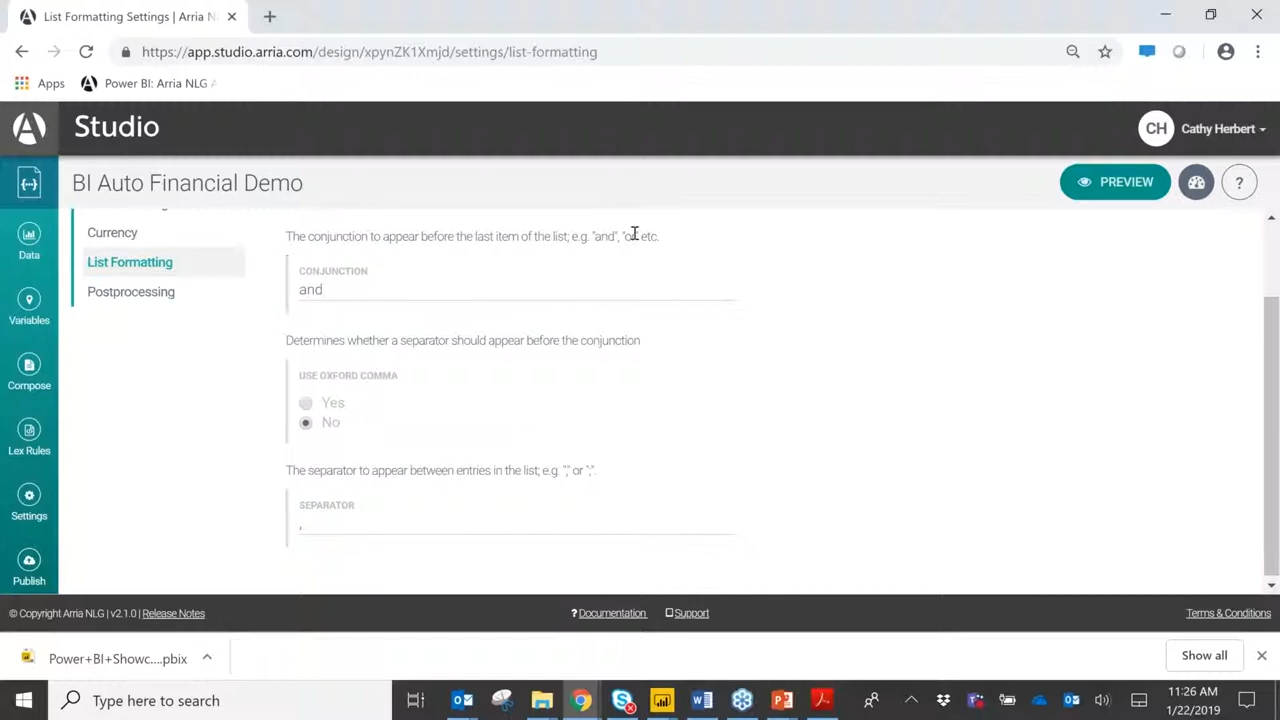 List Formatting Settings | Arria N
https://app.studio.arria.com/design/xpynZK1Xmjd/settings/list-formatting
Apps
Power BI: Arria NLG A
Studio
CH
Cathy Herbert
BI Auto Financial Demo
PREVIEW
?
Data
Variables
Compose
Lex Rules
Settings
Publish
Currency
List Formatting
Postprocessing
The conjunction to appear before the last item of the list; e.g. "and", "or, etc.
CONJUNCTION
and
Determines whether a separator should appear before the conjunction
USE OXFORD COMMA
Yes
No
The separator to appear between entries in the list; e.g. "," or ";".
SEPARATOR
,
© Copyright Arria NLG | v2.1.0 | Release Notes
? Documentation
Support
Terms & Conditions
Power+BI+Showc....pbix
Show all
Type here to search
11:26 AM
1/22/2019